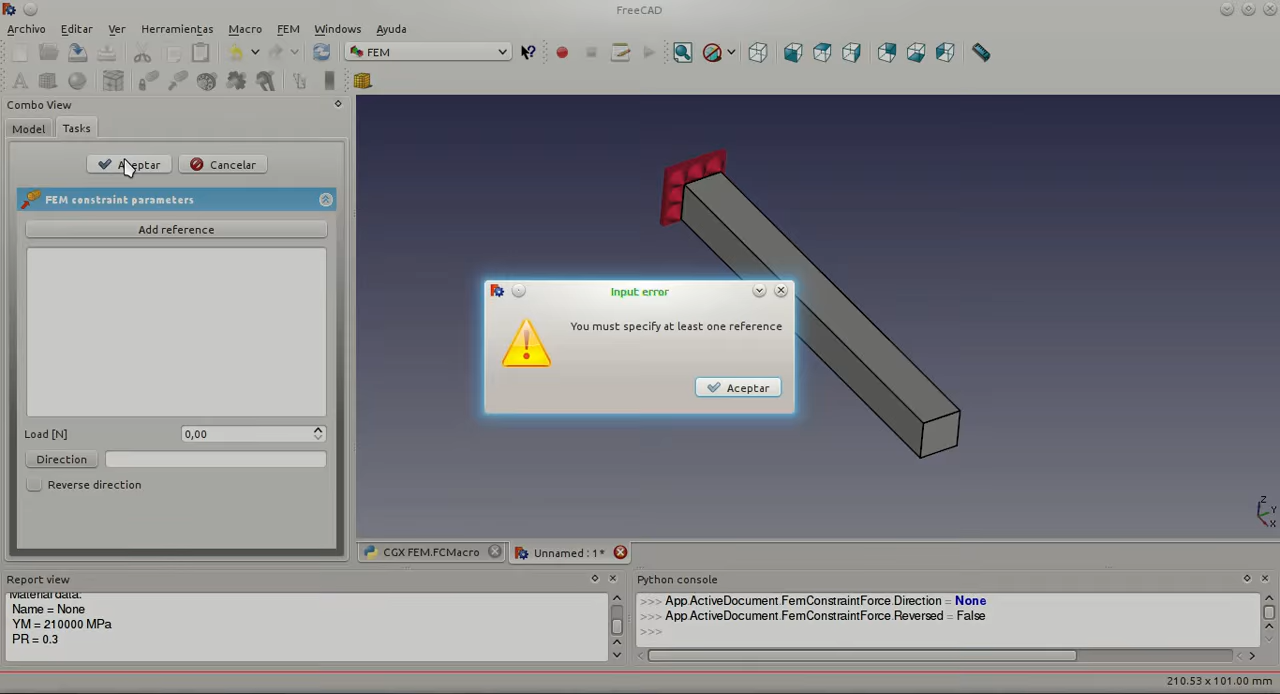 FreeCAD
Archivo Editar Ver Herramientas Macro FEM Windows Ayuda
FEM
Combo View
Model Tasks
Aceptar Cancelar
FEM constraint parameters
Add reference
Load [N] 0,00
Direction
Reverse direction
Input error
You must specify at least one reference
Aceptar
Z
Y
X
CGX FEM.FCMacro Unnamed : 1*
Report view
Material data:
Name = None
YM = 210000 MPa
PR = 0.3
Python console
>>> App.ActiveDocument.FemConstraintForce.Direction = None
>>> App.ActiveDocument.FemConstraintForce.Reversed = False
>>>
210.53 x 101.00 mm